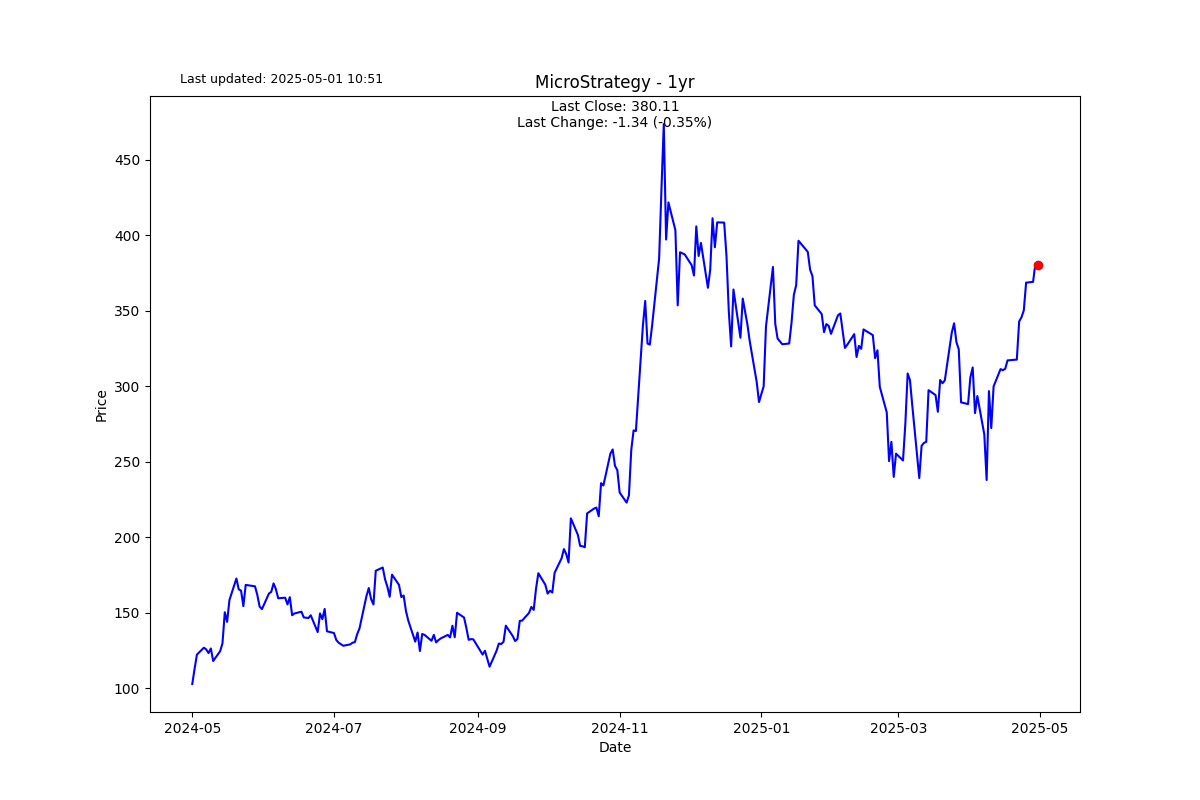 Last updated: 2025-05-01 10:51
MicroStrategy - 1yr
Last Close: 380.11
Last Change: -1.34 (-0.35%)
450
400
350
300
250
200
150
100
Price
2024-05 2024-07 2024-09 2024-11 2025-01 2025-03 2025-05
Date